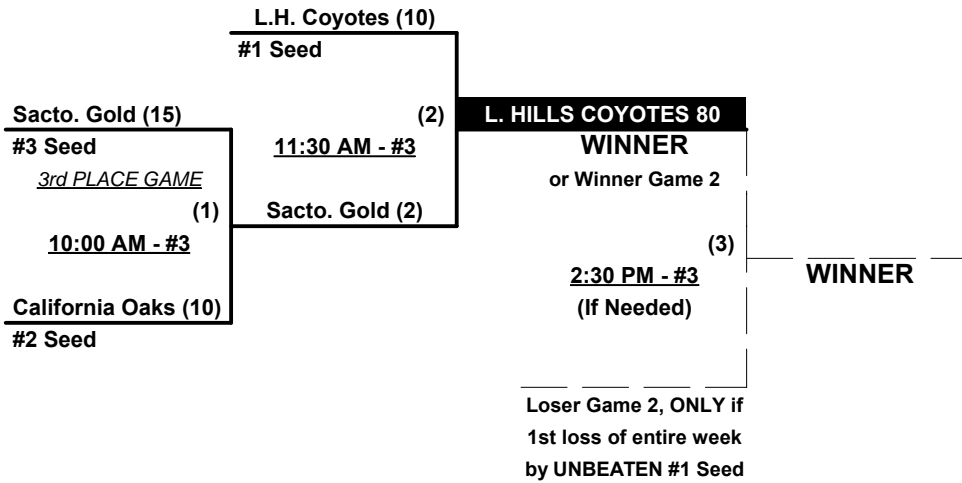 L.H. Coyotes (10)
#1 Seed
Sacto. Gold (15)
#3 Seed
3rd PLACE GAME
(1)
10:00 AM - #3
California Oaks (10)
#2 Seed
(2)
11:30 AM - #3
Sacto. Gold (2)
L. HILLS COYOTES 80
WINNER
or Winner Game 2
(3)
2:30 PM - #3
(If Needed)
WINNER
Loser Game 2, ONLY if
1st loss of entire week
by UNBEATEN #1 Seed